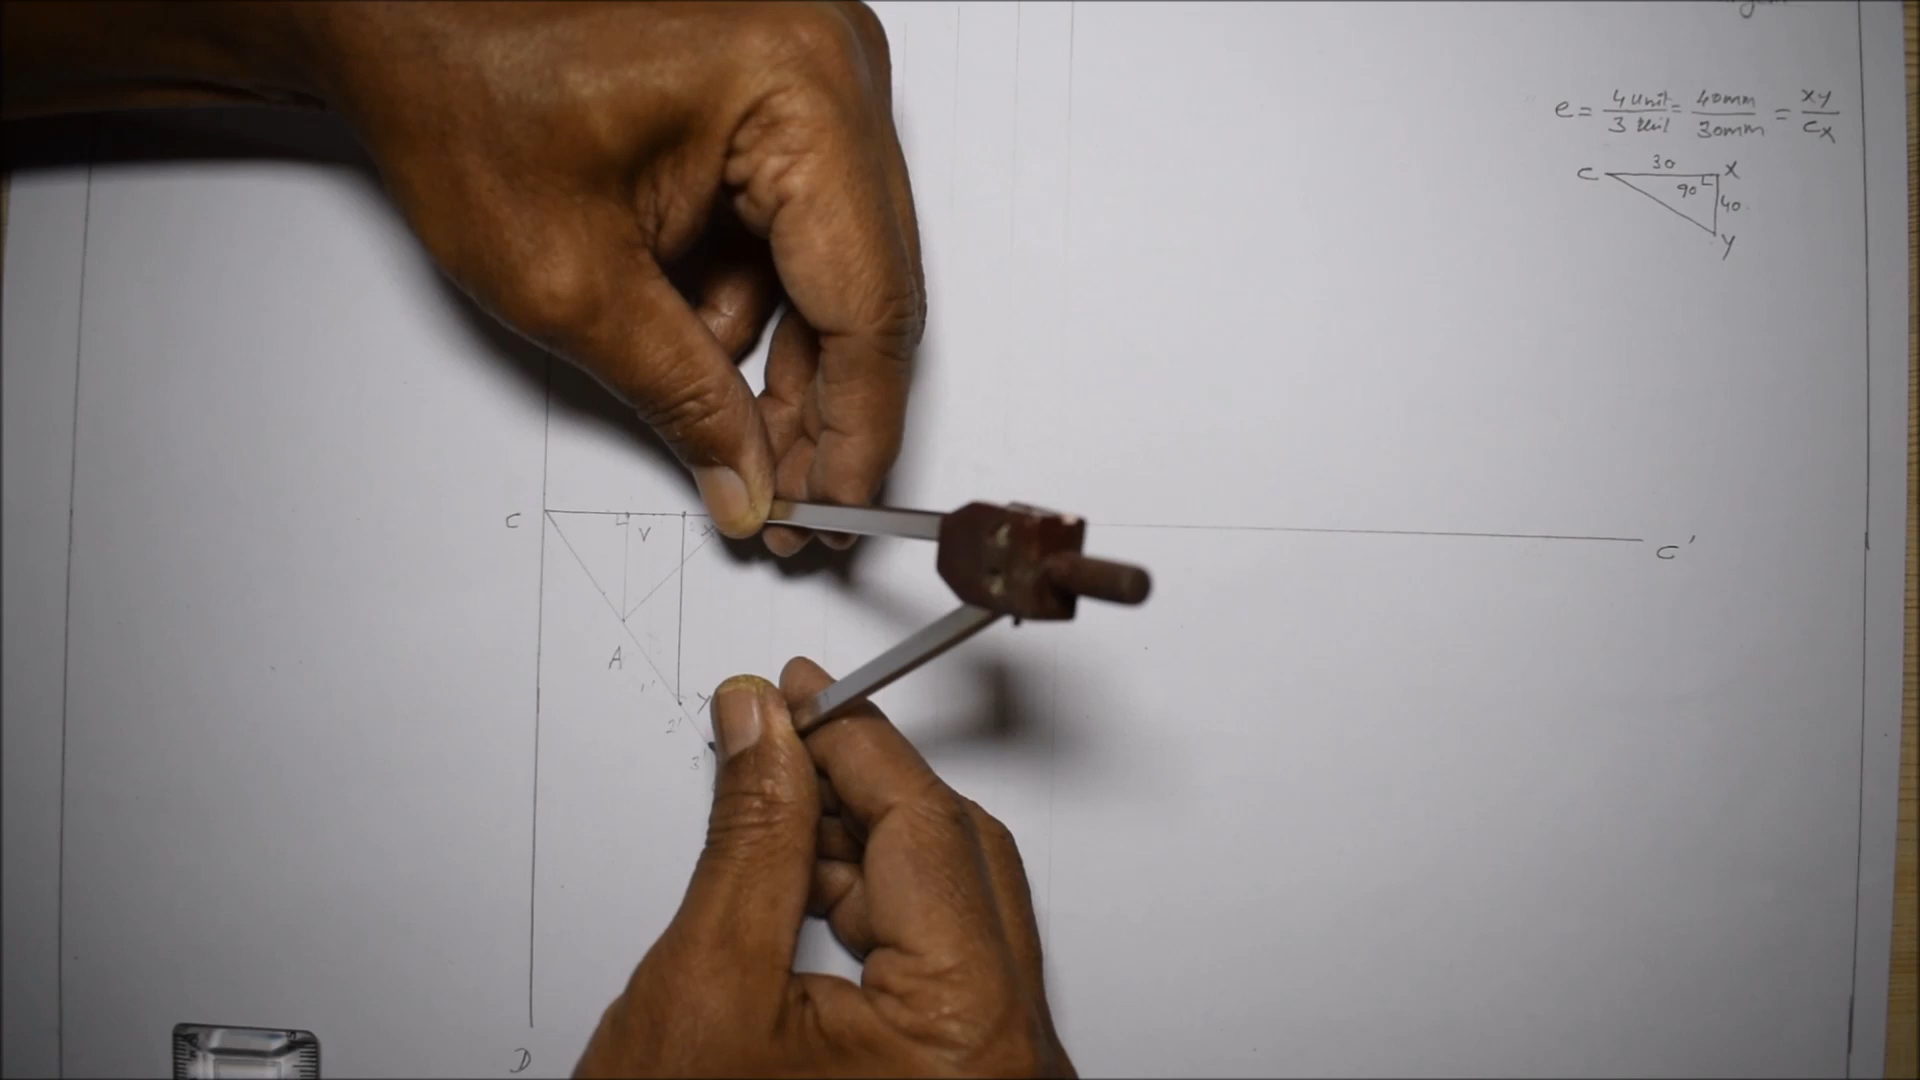 e = 4 Unit / 3 Unit = 40mm / 30mm = XY / CX
C 30 X
90 40
Y
C V X C'
A
1' Y
2'
3'
D